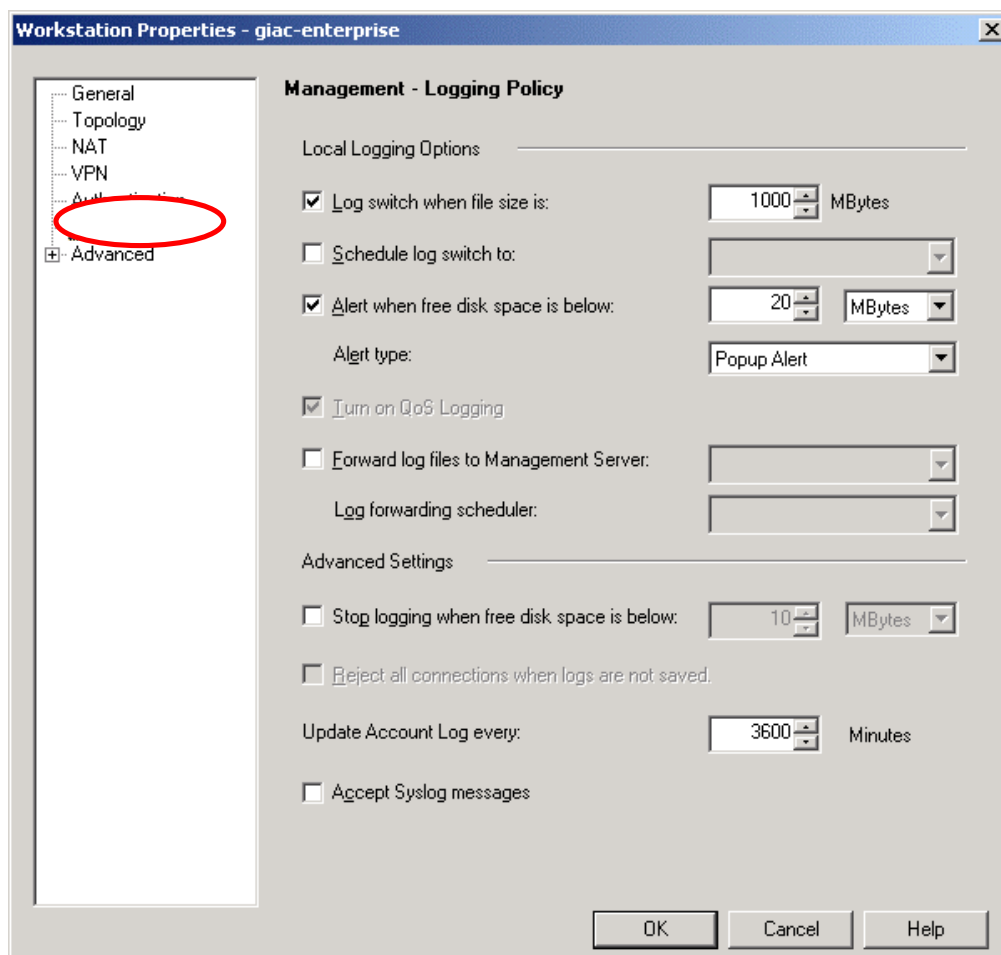 Workstation Properties - giac-enterprise
General
Topology
NAT
VPN
Authentication
Advanced
Management - Logging Policy
Local Logging Options
Log switch when file size is: 1000 MBytes
Schedule log switch to:
Alert when free disk space is below: 20 MBytes
Alert type: Popup Alert
Turn on QoS Logging
Forward log files to Management Server:
Log forwarding scheduler:
Advanced Settings
Stop logging when free disk space is below: 10 MBytes
Reject all connections when logs are not saved.
Update Account Log every: 3600 Minutes
Accept Syslog messages
OK Cancel Help